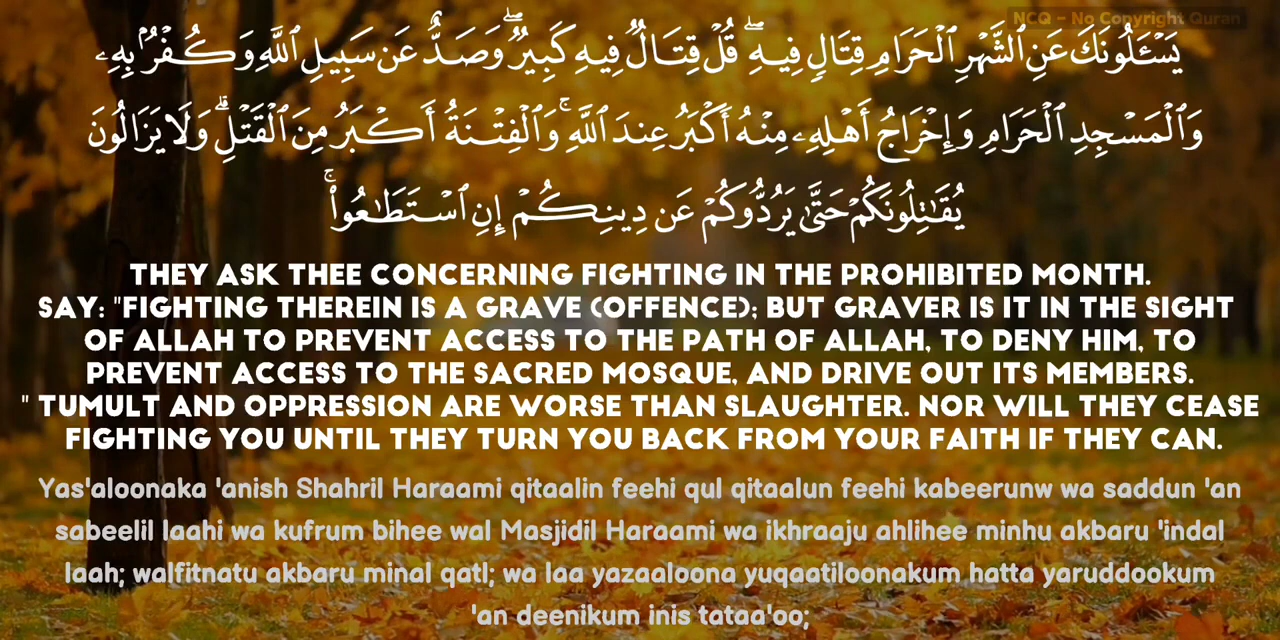 NCQ - No Copyright Quran
يَسْـَٔلُونَكَ عَنِ ٱلشَّهْرِ ٱلْحَرَامِ قِتَالٍ فِيهِ ۖ قُلْ قِتَالٌ فِيهِ كَبِيرٌ ۖ وَصَدٌّ عَن سَبِيلِ ٱللَّهِ وَكُفْرٌۢ بِهِۦ
وَٱلْمَسْجِدِ ٱلْحَرَامِ وَإِخْرَاجُ أَهْلِهِۦ مِنْهُ أَكْبَرُ عِندَ ٱللَّهِ ۚ وَٱلْفِتْنَةُ أَكْبَرُ مِنَ ٱلْقَتْلِ ۗ وَلَا يَزَالُونَ
يُقَـٰتِلُونَكُمْ حَتَّىٰ يَرُدُّوكُمْ عَن دِينِكُمْ إِنِ ٱسْتَطَـٰعُوا۟ ۚ
THEY ASK THEE CONCERNING FIGHTING IN THE PROHIBITED MONTH.
SAY: "FIGHTING THEREIN IS A GRAVE (OFFENCE); BUT GRAVER IS IT IN THE SIGHT
OF ALLAH TO PREVENT ACCESS TO THE PATH OF ALLAH, TO DENY HIM, TO
PREVENT ACCESS TO THE SACRED MOSQUE, AND DRIVE OUT ITS MEMBERS.
" TUMULT AND OPPRESSION ARE WORSE THAN SLAUGHTER. NOR WILL THEY CEASE
FIGHTING YOU UNTIL THEY TURN YOU BACK FROM YOUR FAITH IF THEY CAN.
Yas'aloonaka 'anish Shahril Haraami qitaalin feehi qul qitaalun feehi kabeerunw wa saddun 'an
sabeelil laahi wa kufrum bihee wal Masjidil Haraami wa ikhraaju ahlihee minhu akbaru 'indal
laah; walfitnatu akbaru minal qatl; wa laa yazaaloona yuqaatiloonakum hatta yaruddookum
'an deenikum inis tataa'oo;